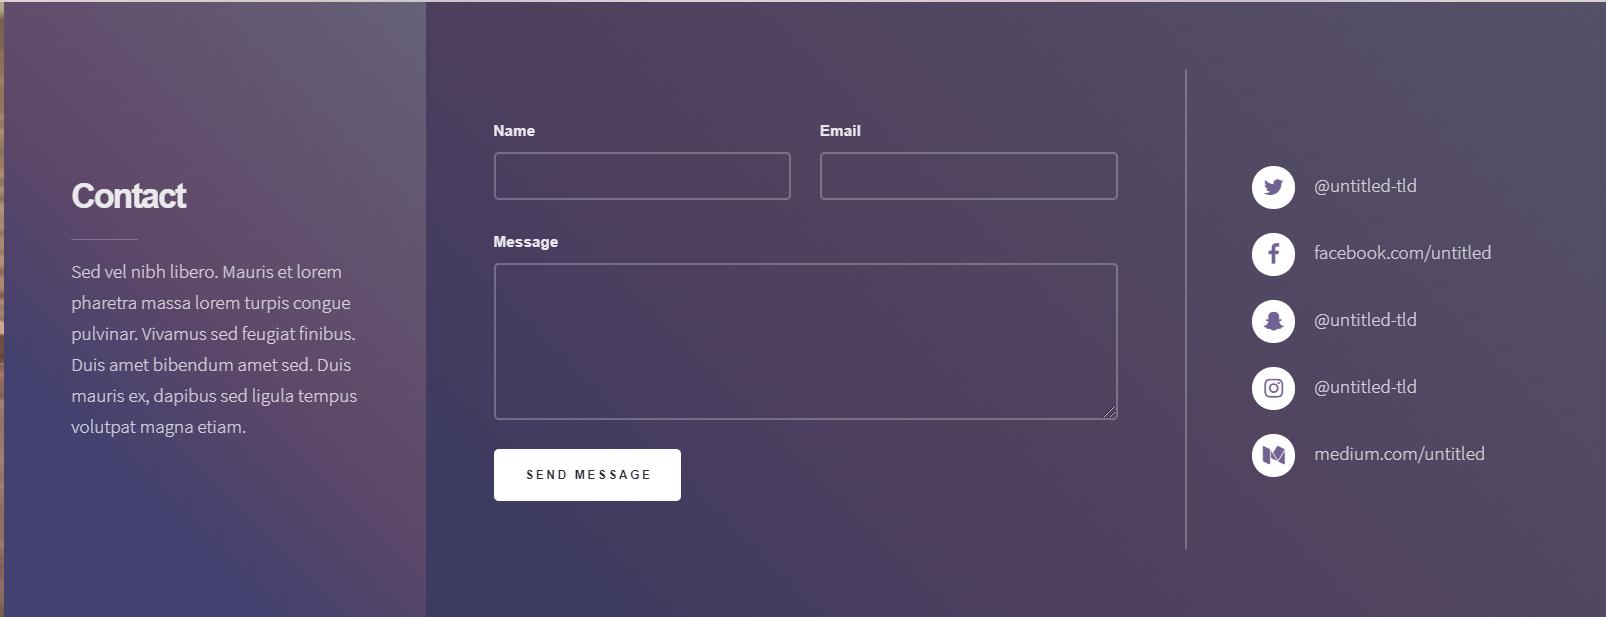 Contact
Sed vel nibh libero. Mauris et lorem
pharetra massa lorem turpis congue
pulvinar. Vivamus sed feugiat finibus.
Duis amet bibendum amet sed. Duis
mauris ex, dapibus sed ligula tempus
volutpat magna etiam.
Name
Email
Message
SEND MESSAGE
@untitled-tld
facebook.com/untitled
@untitled-tld
@untitled-tld
medium.com/untitled